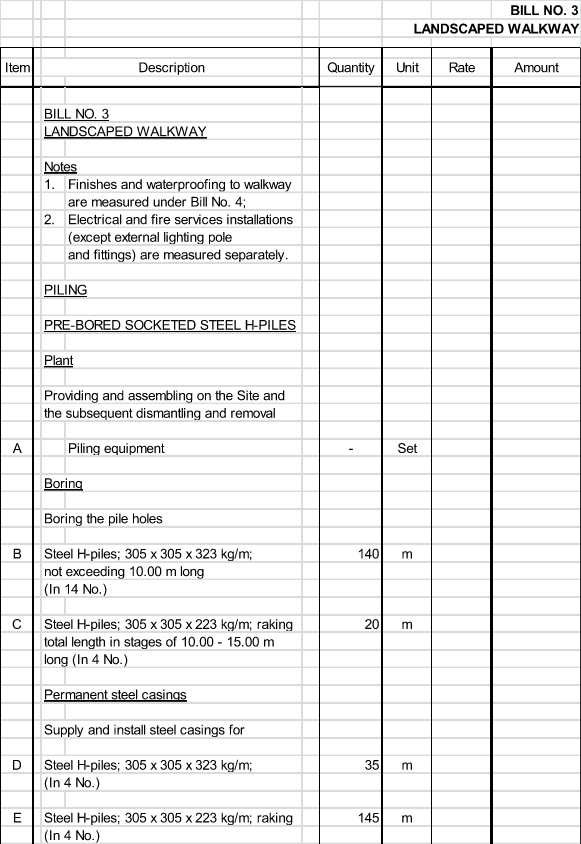 BILL NO. 3
LANDSCAPED WALKWAY
Item Description Quantity Unit Rate Amount
BILL NO. 3
LANDSCAPED WALKWAY
Notes
1. Finishes and waterproofing to walkway
are measured under Bill No. 4;
2. Electrical and fire services installations
(except external lighting pole
and fittings) are measured separately.
PILING
PRE-BORED SOCKETED STEEL H-PILES
Plant
Providing and assembling on the Site and
the subsequent dismantling and removal
A Piling equipment - Set
Boring
Boring the pile holes
B Steel H-piles; 305 x 305 x 323 kg/m; 140 m
not exceeding 10.00 m long
(In 14 No.)
C Steel H-piles; 305 x 305 x 223 kg/m; raking 20 m
total length in stages of 10.00 - 15.00 m
long (In 4 No.)
Permanent steel casings
Supply and install steel casings for
D Steel H-piles; 305 x 305 x 323 kg/m; 35 m
(In 4 No.)
E Steel H-piles; 305 x 305 x 223 kg/m; raking 145 m
(In 4 No.)